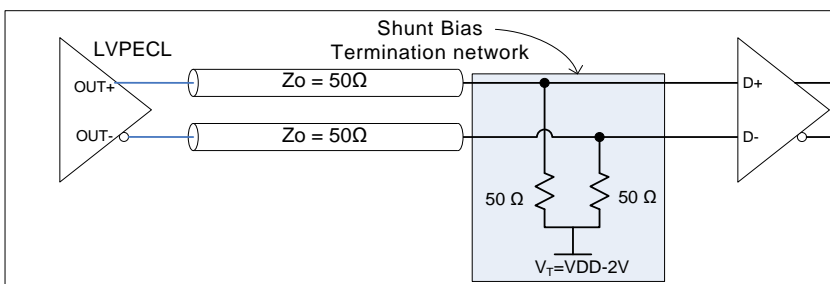 Shunt Bias
Termination network
LVPECL
OUT+
Zo = 50Ω
D+
OUT-
Zo = 50Ω
D-
50 Ω
50 Ω
V_T=VDD-2V